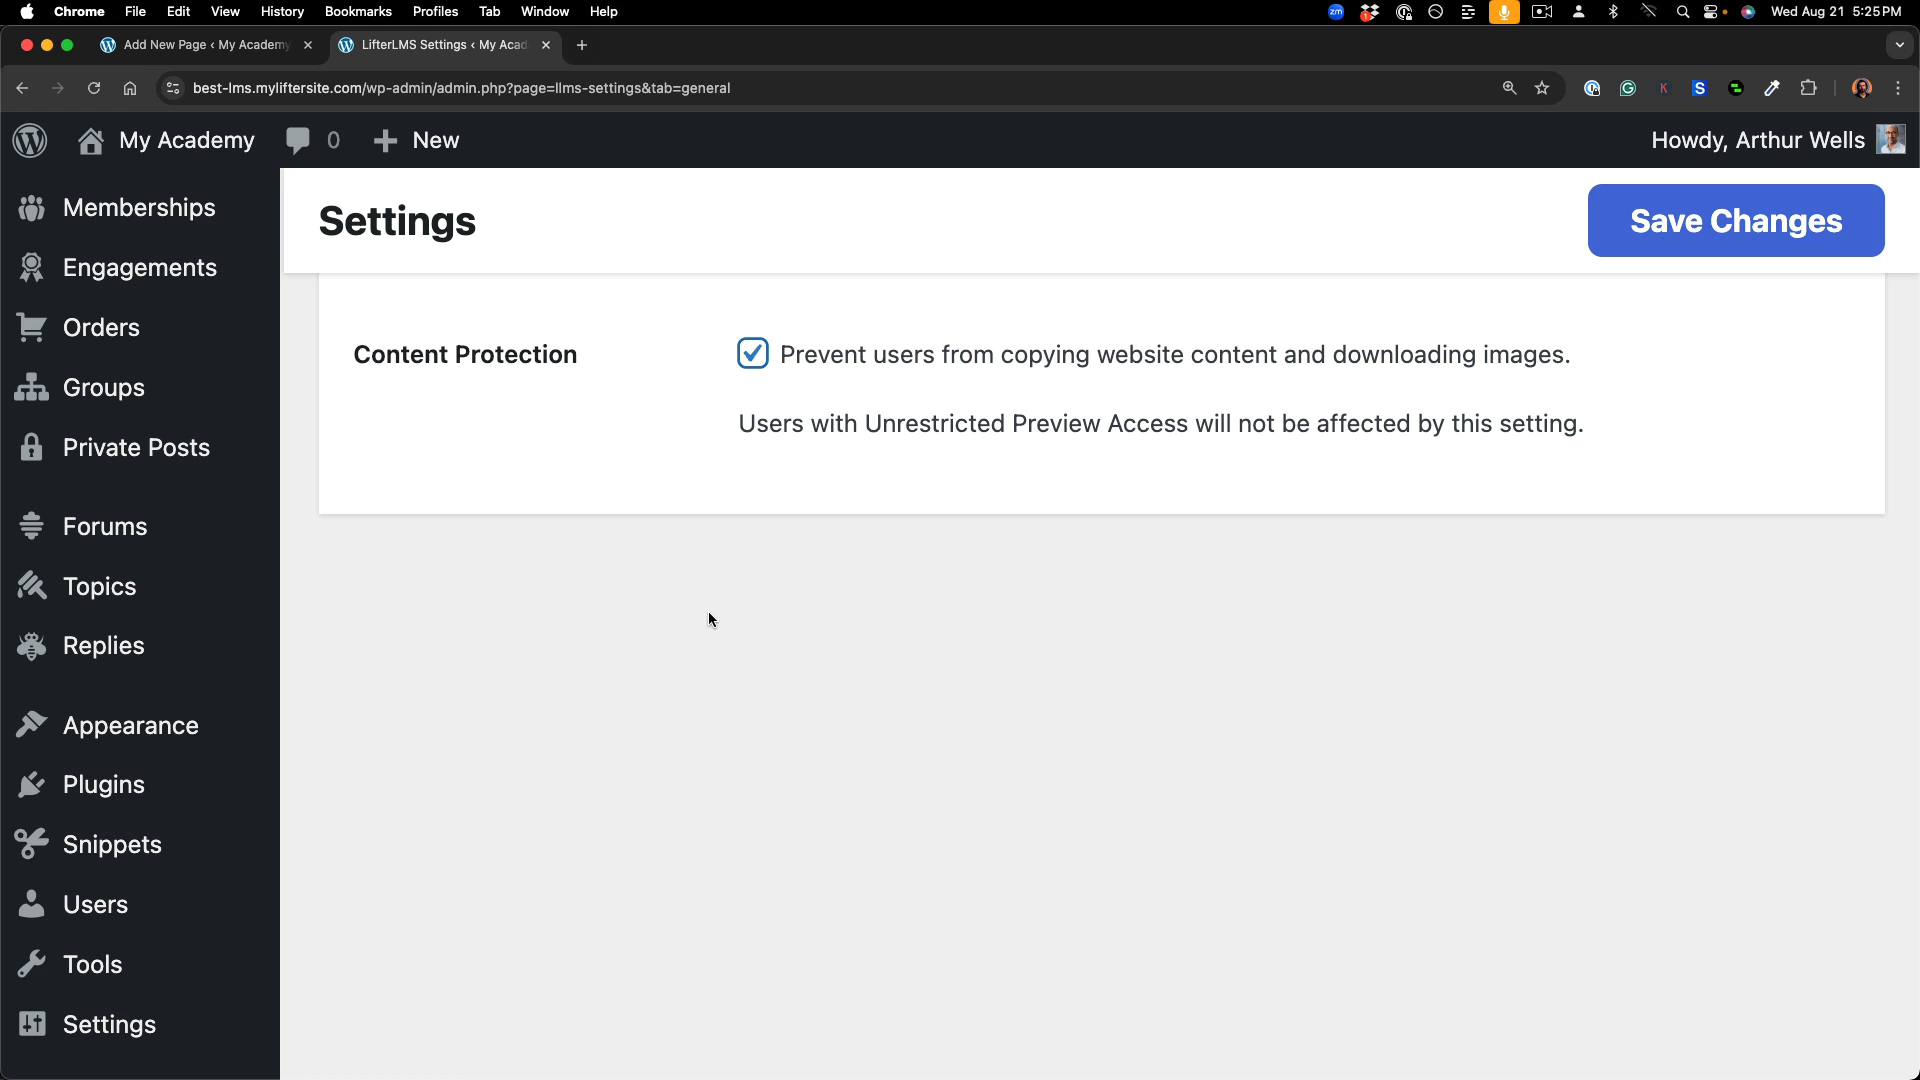 Chrome File Edit View History Bookmarks Profiles Tab Window Help zm 1 Wed Aug 21 5:25 PM
Add New Page ‹ My Academy LifterLMS Settings ‹ My Acad
best-lms.myliftersite.com/wp-admin/admin.php?page=llms-settings&tab=general K S
My Academy 0 New Howdy, Arthur Wells
Memberships
Engagements
Orders
Groups
Private Posts
Forums
Topics
Replies
Appearance
Plugins
Snippets
Users
Tools
Settings
Settings Save Changes
Content Protection Prevent users from copying website content and downloading images.
Users with Unrestricted Preview Access will not be affected by this setting.